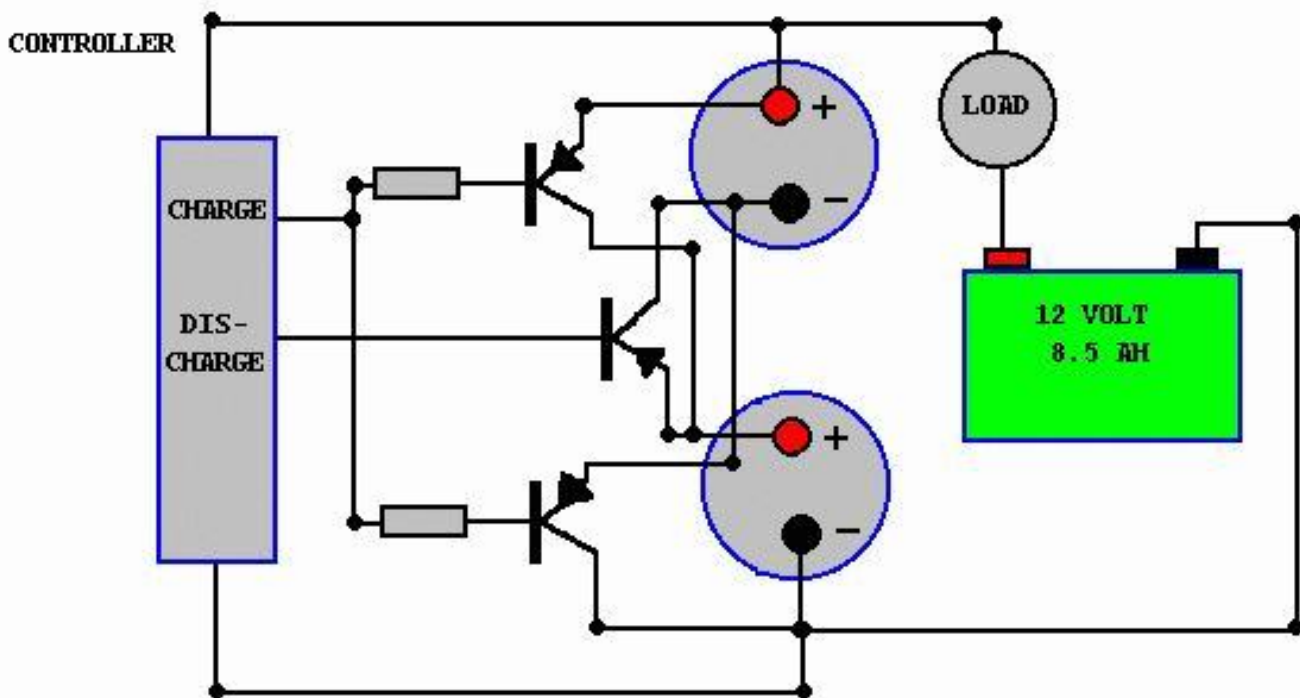 CONTROLLER
CHARGE
DIS-
CHARGE
+
-
+
-
LOAD
12 VOLT
8.5 AH